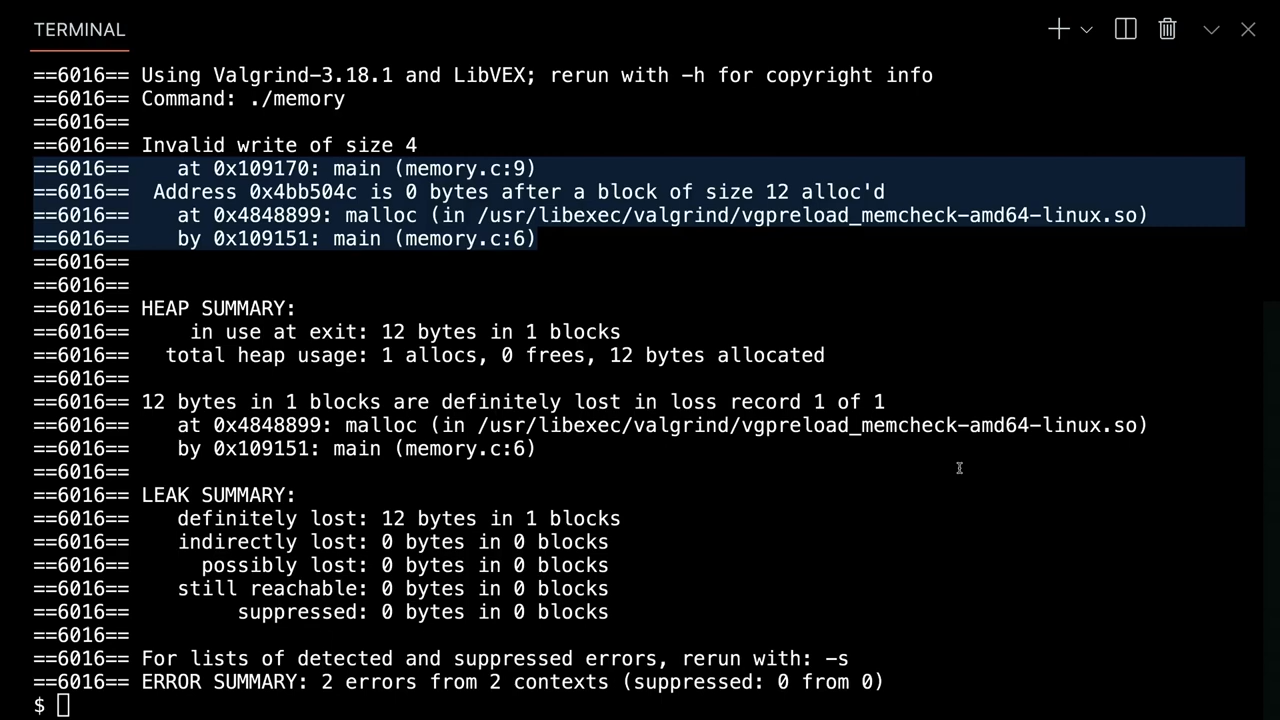 TERMINAL
==6016== Using Valgrind-3.18.1 and LibVEX; rerun with -h for copyright info
==6016== Command: ./memory
==6016==
==6016== Invalid write of size 4
==6016==    at 0x109170: main (memory.c:9)
==6016==  Address 0x4bb504c is 0 bytes after a block of size 12 alloc'd
==6016==    at 0x4848899: malloc (in /usr/libexec/valgrind/vgpreload_memcheck-amd64-linux.so)
==6016==    by 0x109151: main (memory.c:6)
==6016==
==6016==
==6016== HEAP SUMMARY:
==6016==     in use at exit: 12 bytes in 1 blocks
==6016==   total heap usage: 1 allocs, 0 frees, 12 bytes allocated
==6016==
==6016== 12 bytes in 1 blocks are definitely lost in loss record 1 of 1
==6016==    at 0x4848899: malloc (in /usr/libexec/valgrind/vgpreload_memcheck-amd64-linux.so)
==6016==    by 0x109151: main (memory.c:6)
==6016==
==6016== LEAK SUMMARY:
==6016==    definitely lost: 12 bytes in 1 blocks
==6016==    indirectly lost: 0 bytes in 0 blocks
==6016==      possibly lost: 0 bytes in 0 blocks
==6016==    still reachable: 0 bytes in 0 blocks
==6016==         suppressed: 0 bytes in 0 blocks
==6016==
==6016== For lists of detected and suppressed errors, rerun with: -s
==6016== ERROR SUMMARY: 2 errors from 2 contexts (suppressed: 0 from 0)
$